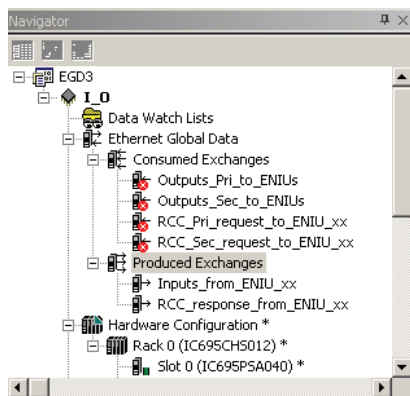 Navigator
EGD3
I_O
Data Watch Lists
Ethernet Global Data
Consumed Exchanges
Outputs_Pri_to_ENIUs
Outputs_Sec_to_ENIUs
RCC_Pri_request_to_ENIU_xx
RCC_Sec_request_to_ENIU_xx
Produced Exchanges
Inputs_from_ENIU_xx
RCC_response_from_ENIU_xx
Hardware Configuration *
Rack 0 (IC695CHS012) *
Slot 0 (IC695PSA040) *